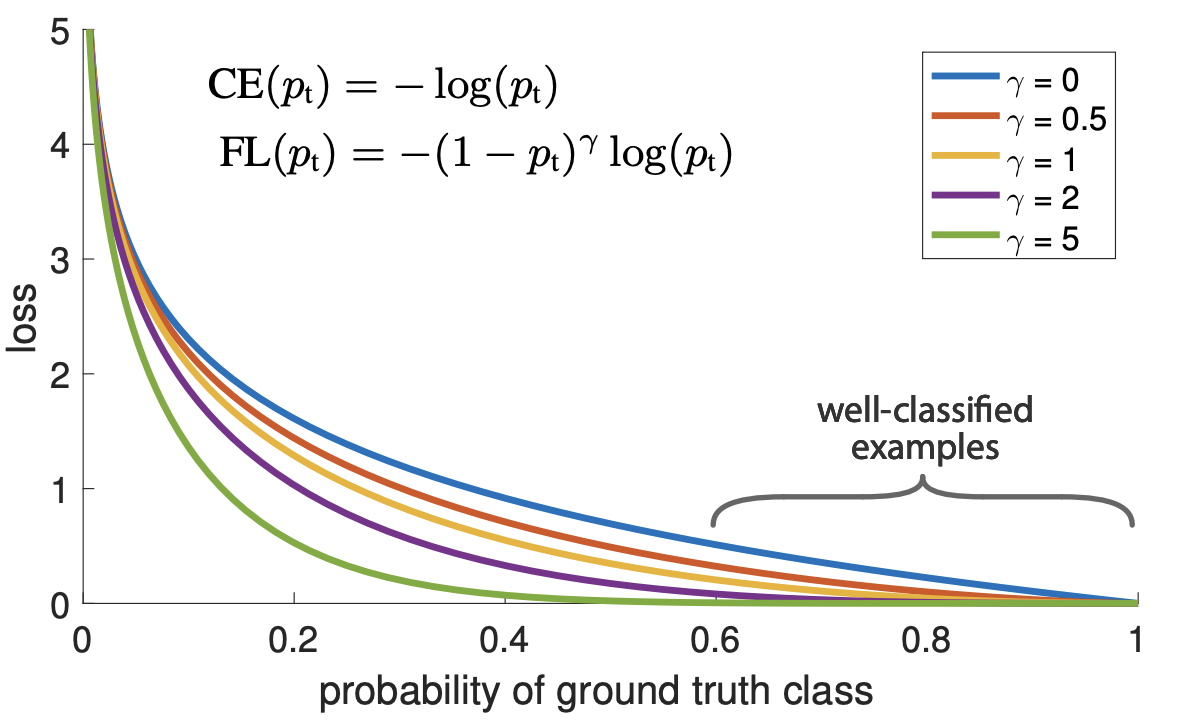 5
4
3
2
1
0
loss
CE(pₜ) = − log(pₜ)
FL(pₜ) = −(1 − pₜ)^γ log(pₜ)
γ = 0
γ = 0.5
γ = 1
γ = 2
γ = 5
well-classified
examples
0 0.2 0.4 0.6 0.8 1
probability of ground truth class